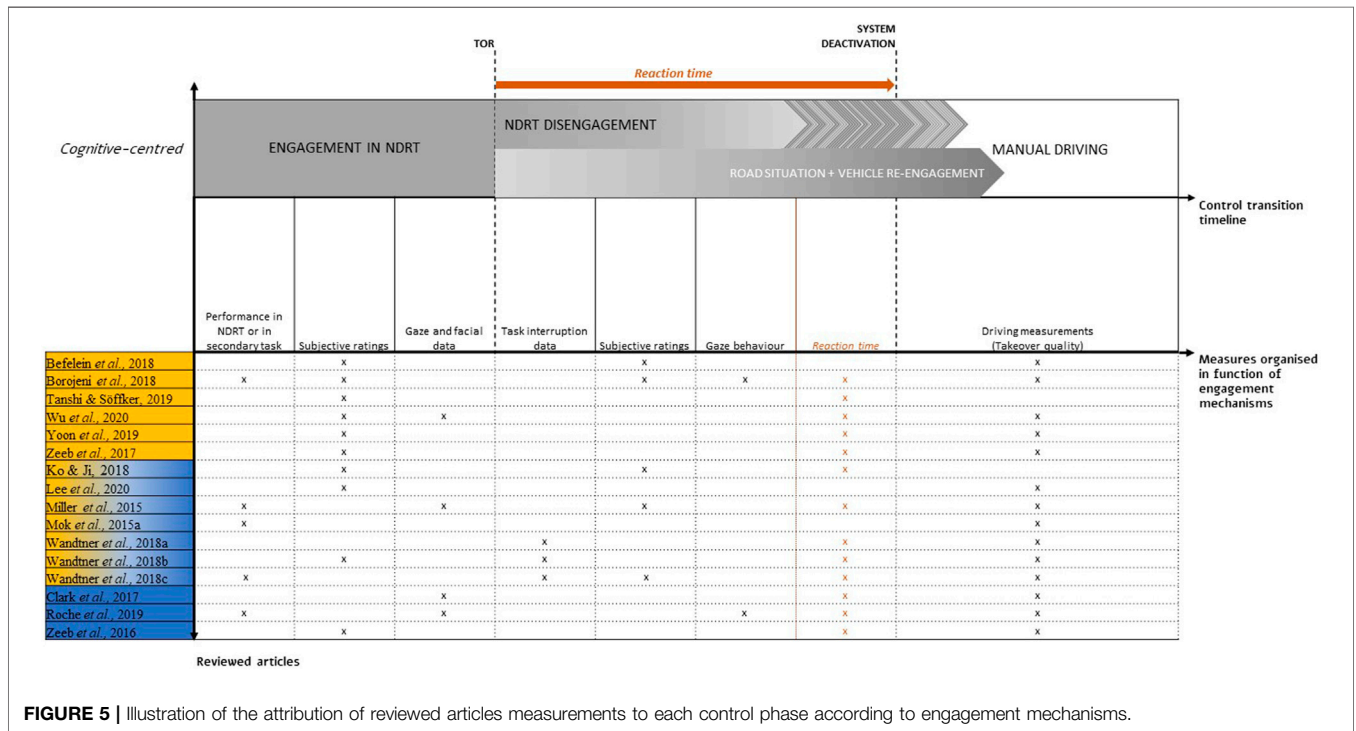 SYSTEM
TOR DEACTIVATION
Reaction time
Cognitive-centred
ENGAGEMENT IN NDRT
NDRT DISENGAGEMENT
MANUAL DRIVING
ROAD SITUATION + VEHICLE RE-ENGAGEMENT
Control transition
timeline
Performance in
NDRT or in
secondary task
Subjective ratings
Gaze and facial
data
Task interruption
data
Subjective ratings
Gaze behaviour
Reaction time
Driving measurements
(Takeover quality)
Measures organised
in function of
engagement
mechanisms
Befelein et al., 2018 x x x
Borojeni et al., 2018 x x x x x x
Tanshi & Söffker, 2019 x x
Wu et al., 2020 x x x x
Yoon et al., 2019 x x x
Zeeb et al., 2017 x x x
Ko & Ji, 2018 x x x
Lee et al., 2020 x x
Miller et al., 2015 x x x x x
Mok et al., 2015a x x
Wandtner et al., 2018a x x x
Wandtner et al., 2018b x x x x
Wandtner et al., 2018c x x x x x
Clark et al., 2017 x x x
Roche et al., 2019 x x x x x
Zeeb et al., 2016 x x x
Reviewed articles
FIGURE 5 | Illustration of the attribution of reviewed articles measurements to each control phase according to engagement mechanisms.